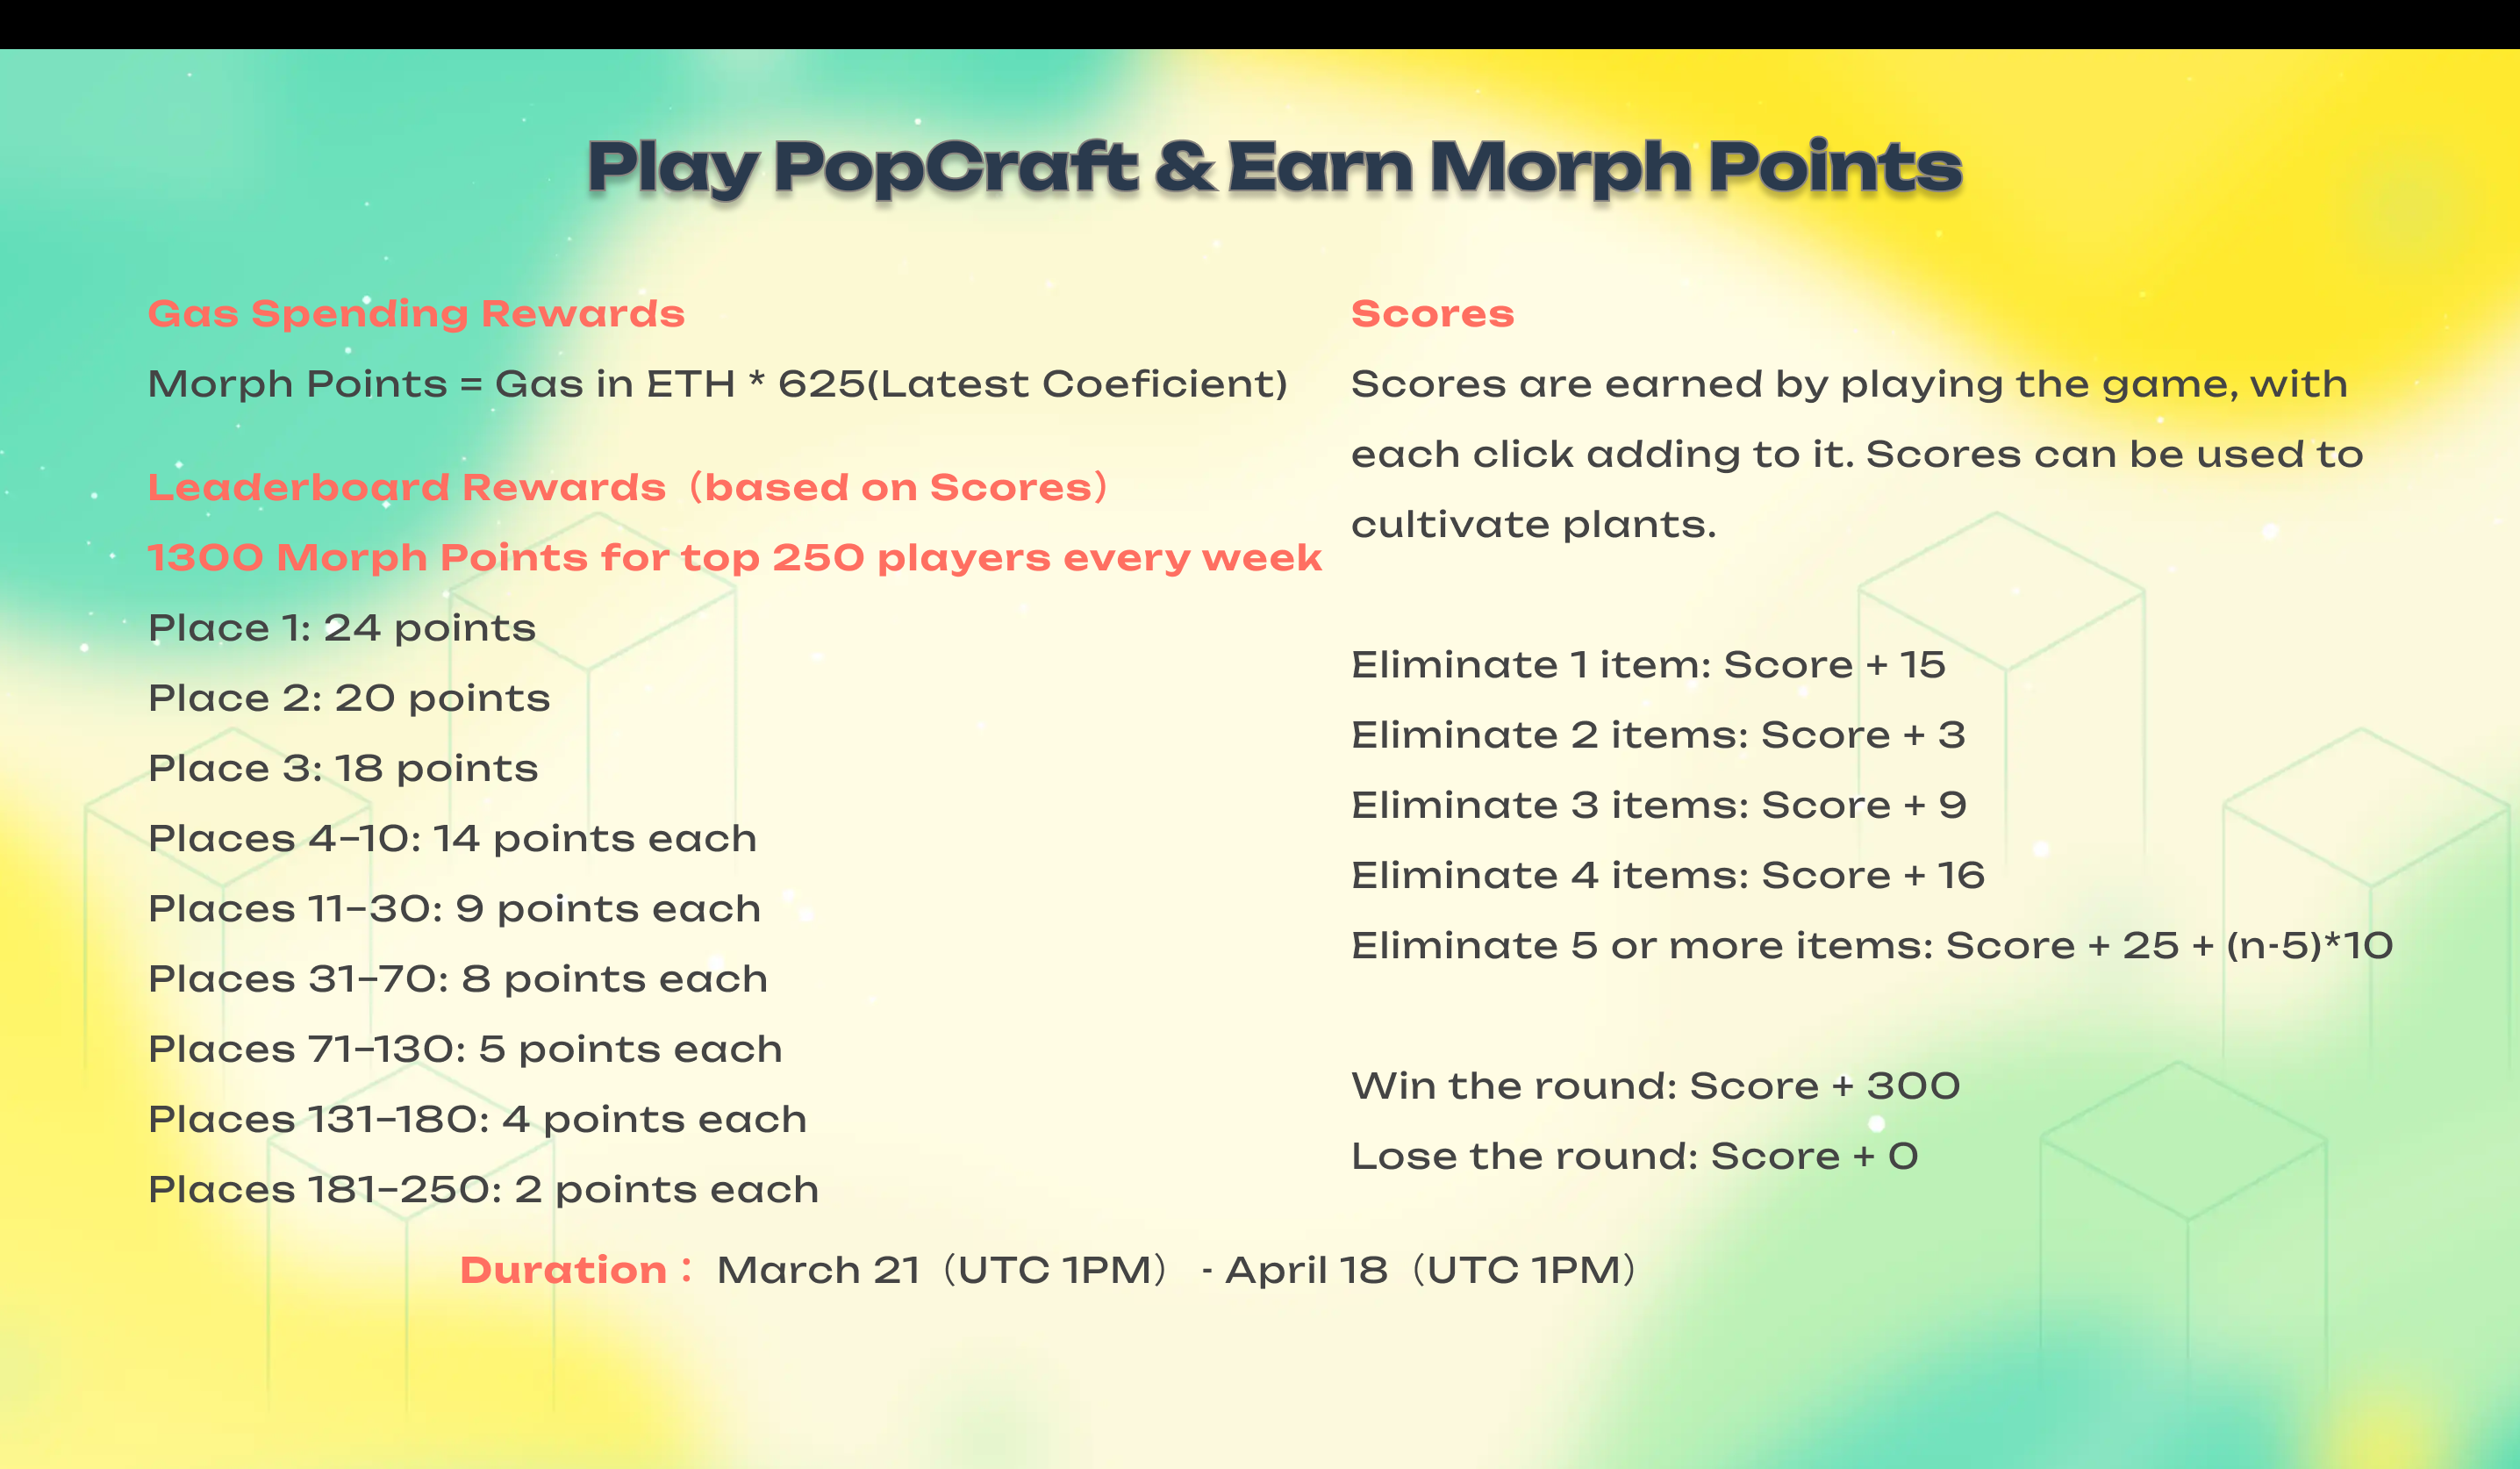 Play PopCraft & Earn Morph Points
Gas Spending Rewards
Morph Points = Gas in ETH * 625(Latest Coeficient)
Leaderboard Rewards（based on Scores）
1300 Morph Points for top 250 players every week
Place 1: 24 points
Place 2: 20 points
Place 3: 18 points
Places 4–10: 14 points each
Places 11–30: 9 points each
Places 31–70: 8 points each
Places 71–130: 5 points each
Places 131–180: 4 points each
Places 181–250: 2 points each
Scores
Scores are earned by playing the game, with
each click adding to it. Scores can be used to
cultivate plants.
Eliminate 1 item: Score + 15
Eliminate 2 items: Score + 3
Eliminate 3 items: Score + 9
Eliminate 4 items: Score + 16
Eliminate 5 or more items: Score + 25 + (n-5)*10
Win the round: Score + 300
Lose the round: Score + 0
Duration： March 21（UTC 1PM） - April 18（UTC 1PM）